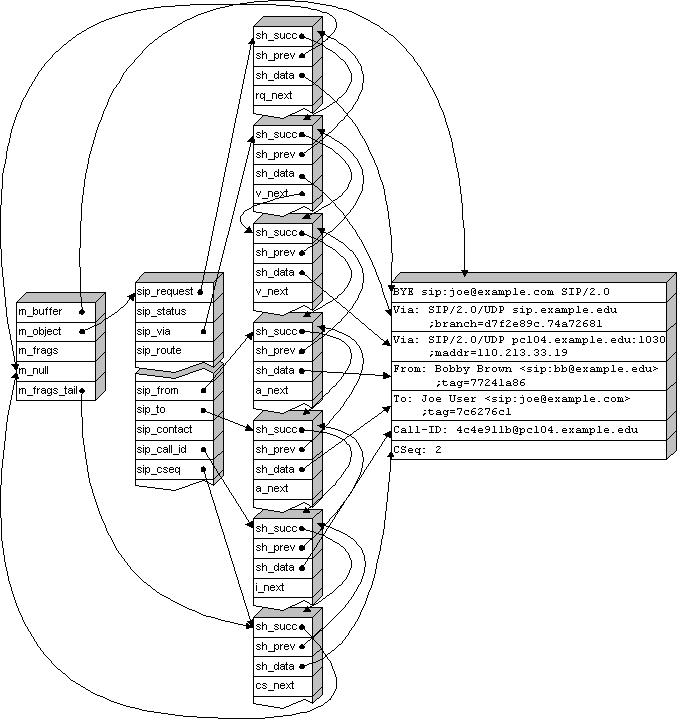 m_buffer
m_object
m_frags
m_null
m_frags_tail
sip_request
sip_status
sip_via
sip_route
sip_from
sip_to
sip_contact
sip_call_id
sip_cseq
sh_succ
sh_prev
sh_data
rq_next
sh_succ
sh_prev
sh_data
v_next
sh_succ
sh_prev
sh_data
v_next
sh_succ
sh_prev
sh_data
a_next
sh_succ
sh_prev
sh_data
a_next
sh_succ
sh_prev
sh_data
i_next
sh_succ
sh_prev
sh_data
cs_next
BYE sip:joe@example.com SIP/2.0
Via: SIP/2.0/UDP sip.example.edu
;branch=d7f2e89c.74a72681
Via: SIP/2.0/UDP pc104.example.edu:1030
;maddr=110.213.33.19
From: Bobby Brown <sip:bb@example.edu>
;tag=77241a86
To: Joe User <sip:joe@example.com>
;tag=7c6276c1
Call-ID: 4c4e911b@pc104.example.edu
CSeq: 2